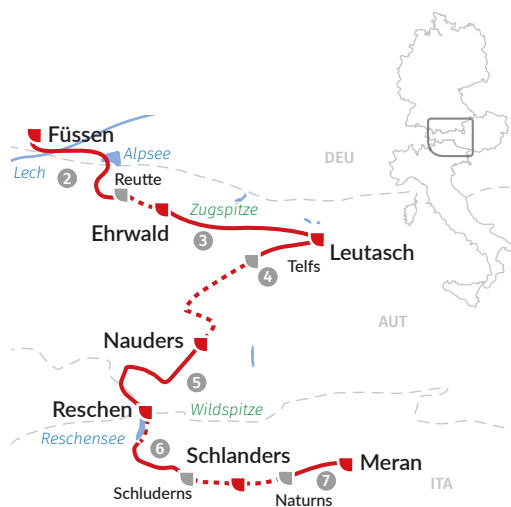 Füssen
Alpsee
DEU
Lech
2
Reutte
Zugspitze
Ehrwald
3
Leutasch
Telfs
4
AUT
Nauders
5
Reschen
Wildspitze
Reschensee
6
Schlanders
Meran
7
ITA
Schluderns
Naturns